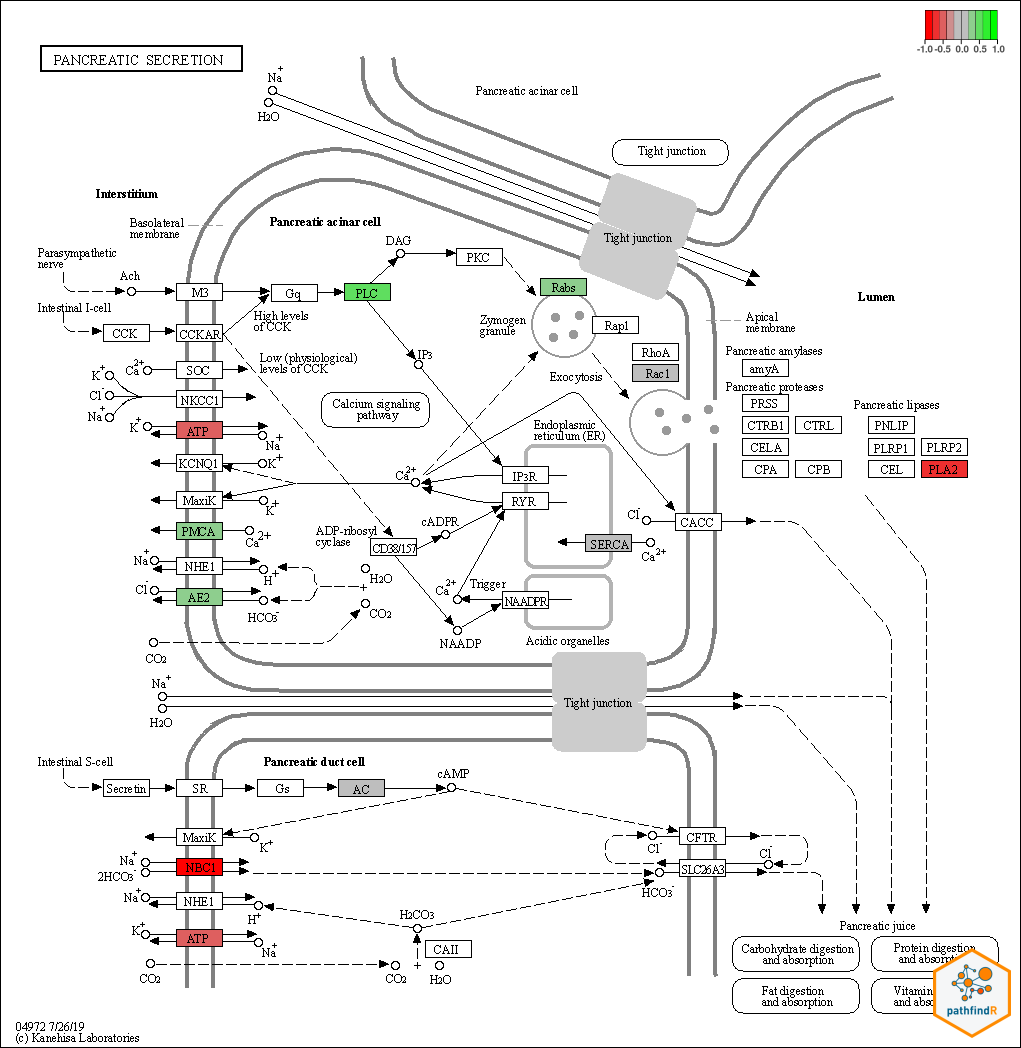 -1.0 -0.5 0.0 0.5 1.0
PANCREATIC SECRETION
Na+
H2O
Pancreatic acinar cell
Tight junction
Interstitium
Basolateral
membrane
Pancreatic acinar cell
Tight junction
Parasympathetic
nerve
Ach
M3
Gq
PLC
DAG
PKC
Rabs
Lumen
Intestinal I-cell
CCK
CCKAR
High levels
of CCK
Zymogen
granule
Rap1
Apical
membrane
IP3
RhoA
Rac1
Low (physiological)
levels of CCK
Exocytosis
Ca2+
SOC
K+
Cl-
Na+
NKCC1
Calcium signaling
pathway
Pancreatic amylases
amyA
Pancreatic proteases
PRSS
CTRB1
CTRL
CELA
CPA
CPB
Pancreatic lipases
PNLIP
PLRP1
PLRP2
CEL
PLA2
K+
ATP
Na+
KCNQ1
K+
Endoplasmic
reticulum (ER)
Ca2+
IP3R
RYR
MaxiK
K+
PMCA
Ca2+
ADP-ribosyl
cyclase
cADPR
CD38/157
Cl-
CACC
SERCA
Ca2+
Na+
NHE1
H+
H2O
Cl-
AE2
HCO3-
CO2
Ca2+
Trigger
NAADPR
+
CO2
NAADP
Acidic organelles
Na+
H2O
Tight junction
Intestinal S-cell
Pancreatic duct cell
Secretin
SR
Gs
AC
cAMP
MaxiK
K+
CFTR
Cl-
Cl-
Na+
2HCO3-
NBC1
SLC26A3
HCO3-
Na+
NHE1
H+
H2CO3
K+
ATP
Na+
CAII
+
CO2
CO2
H2O
Pancreatic juice
Carbohydrate digestion
and absorption
Protein digestion
and absorp
Fat digestion
and absorption
Vitamin
and abs
pathfindR
04972 7/26/19
(c) Kanehisa Laboratories